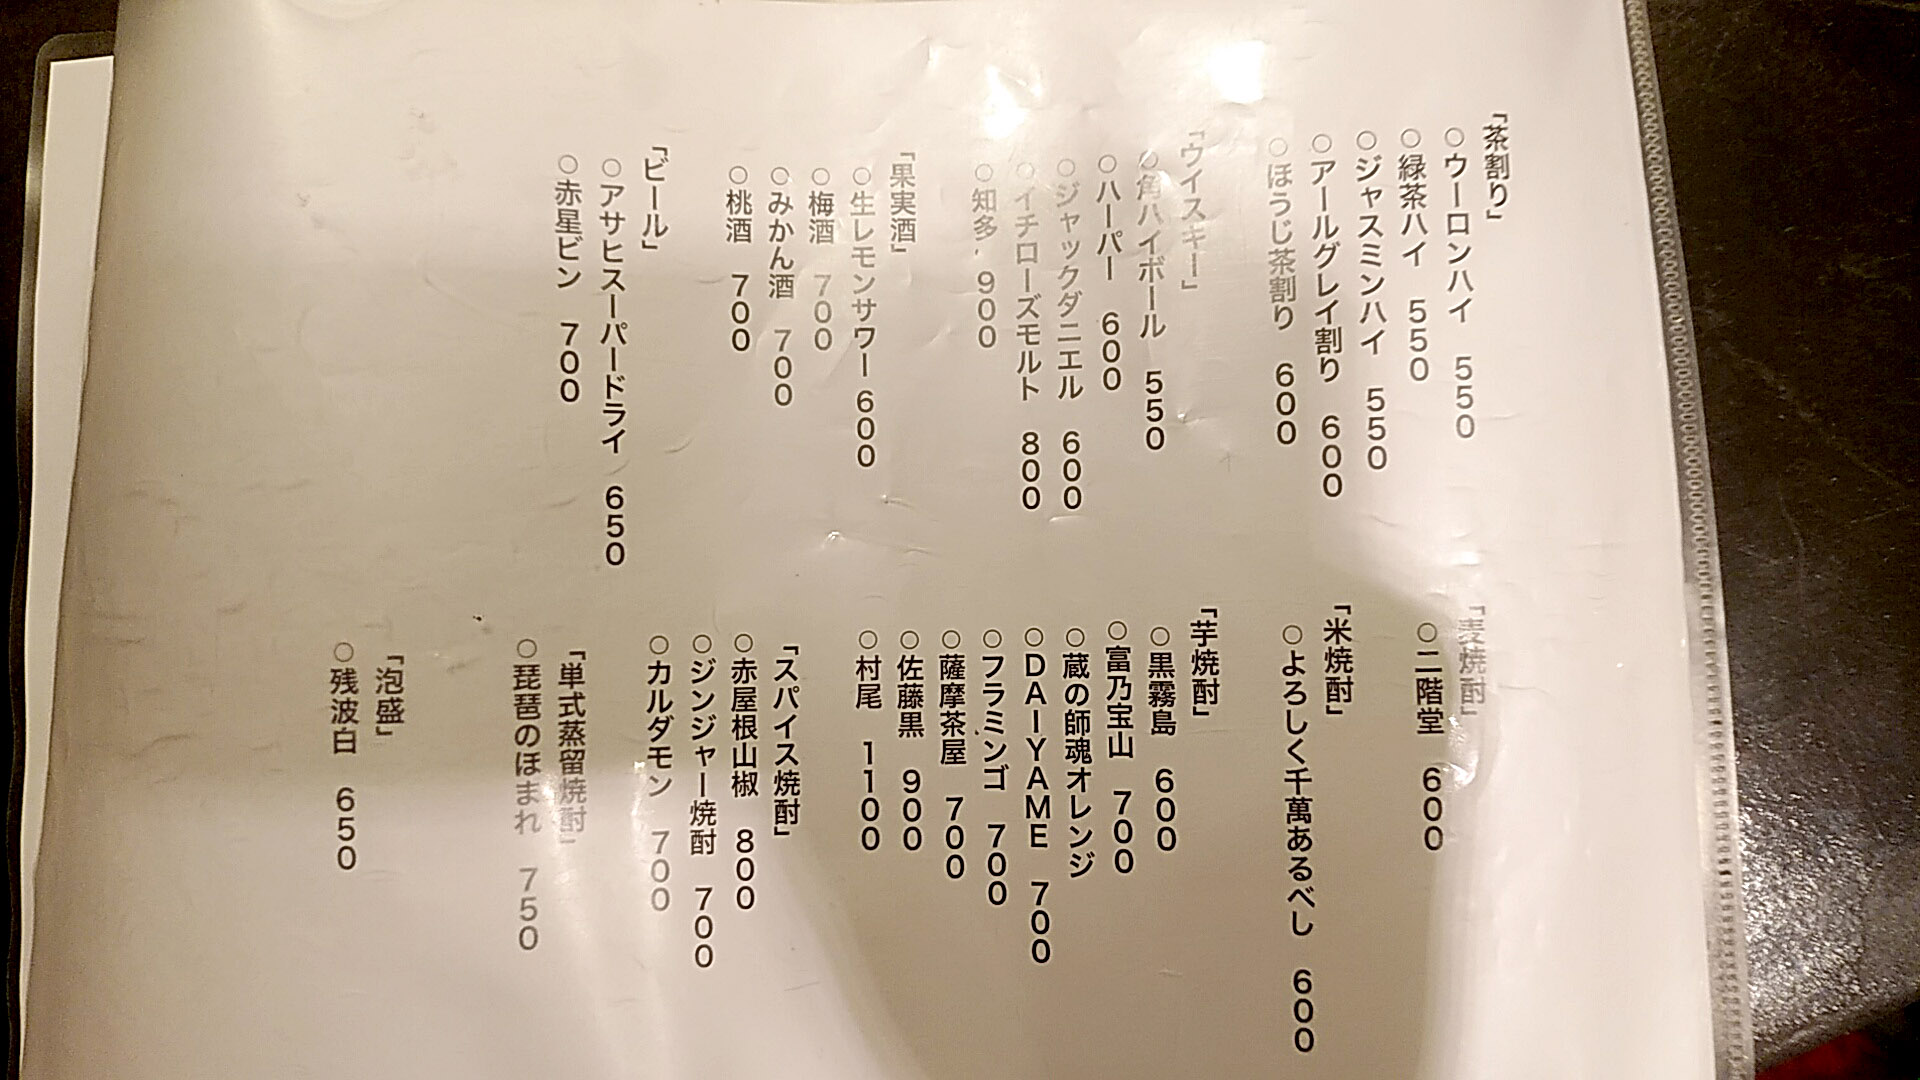 「茶割り」
○ウーロンハイ 550
○緑茶ハイ 550
○ジャスミンハイ 550
○アールグレイ割り 600
○ほうじ茶割り 600
「ウイスキー」
○角ハイボール 550
○ハーパー 600
○ジャックダニエル 600
○イチローズモルト 800
○知多 900
「果実酒」
○生レモンサワー 600
○梅酒 700
○みかん酒 700
○桃酒 700
「ビール」
○アサヒスーパードライ 650
○赤星ビン 700
「麦焼酎」
○二階堂 600
「米焼酎」
○よろしく千萬あるべし 600
「芋焼酎」
○黒霧島 600
○富乃宝山 700
○蔵の師魂オレンジ
○DAIYAME 700
○フラミンゴ 700
○薩摩茶屋 700
○佐藤黒 900
○村尾 1100
「スパイス焼酎」
○赤屋根山椒 800
○ジンジャー焼酎 700
○カルダモン 700
「単式蒸留焼酎」
○琵琶のほまれ 750
「泡盛」
○残波白 650